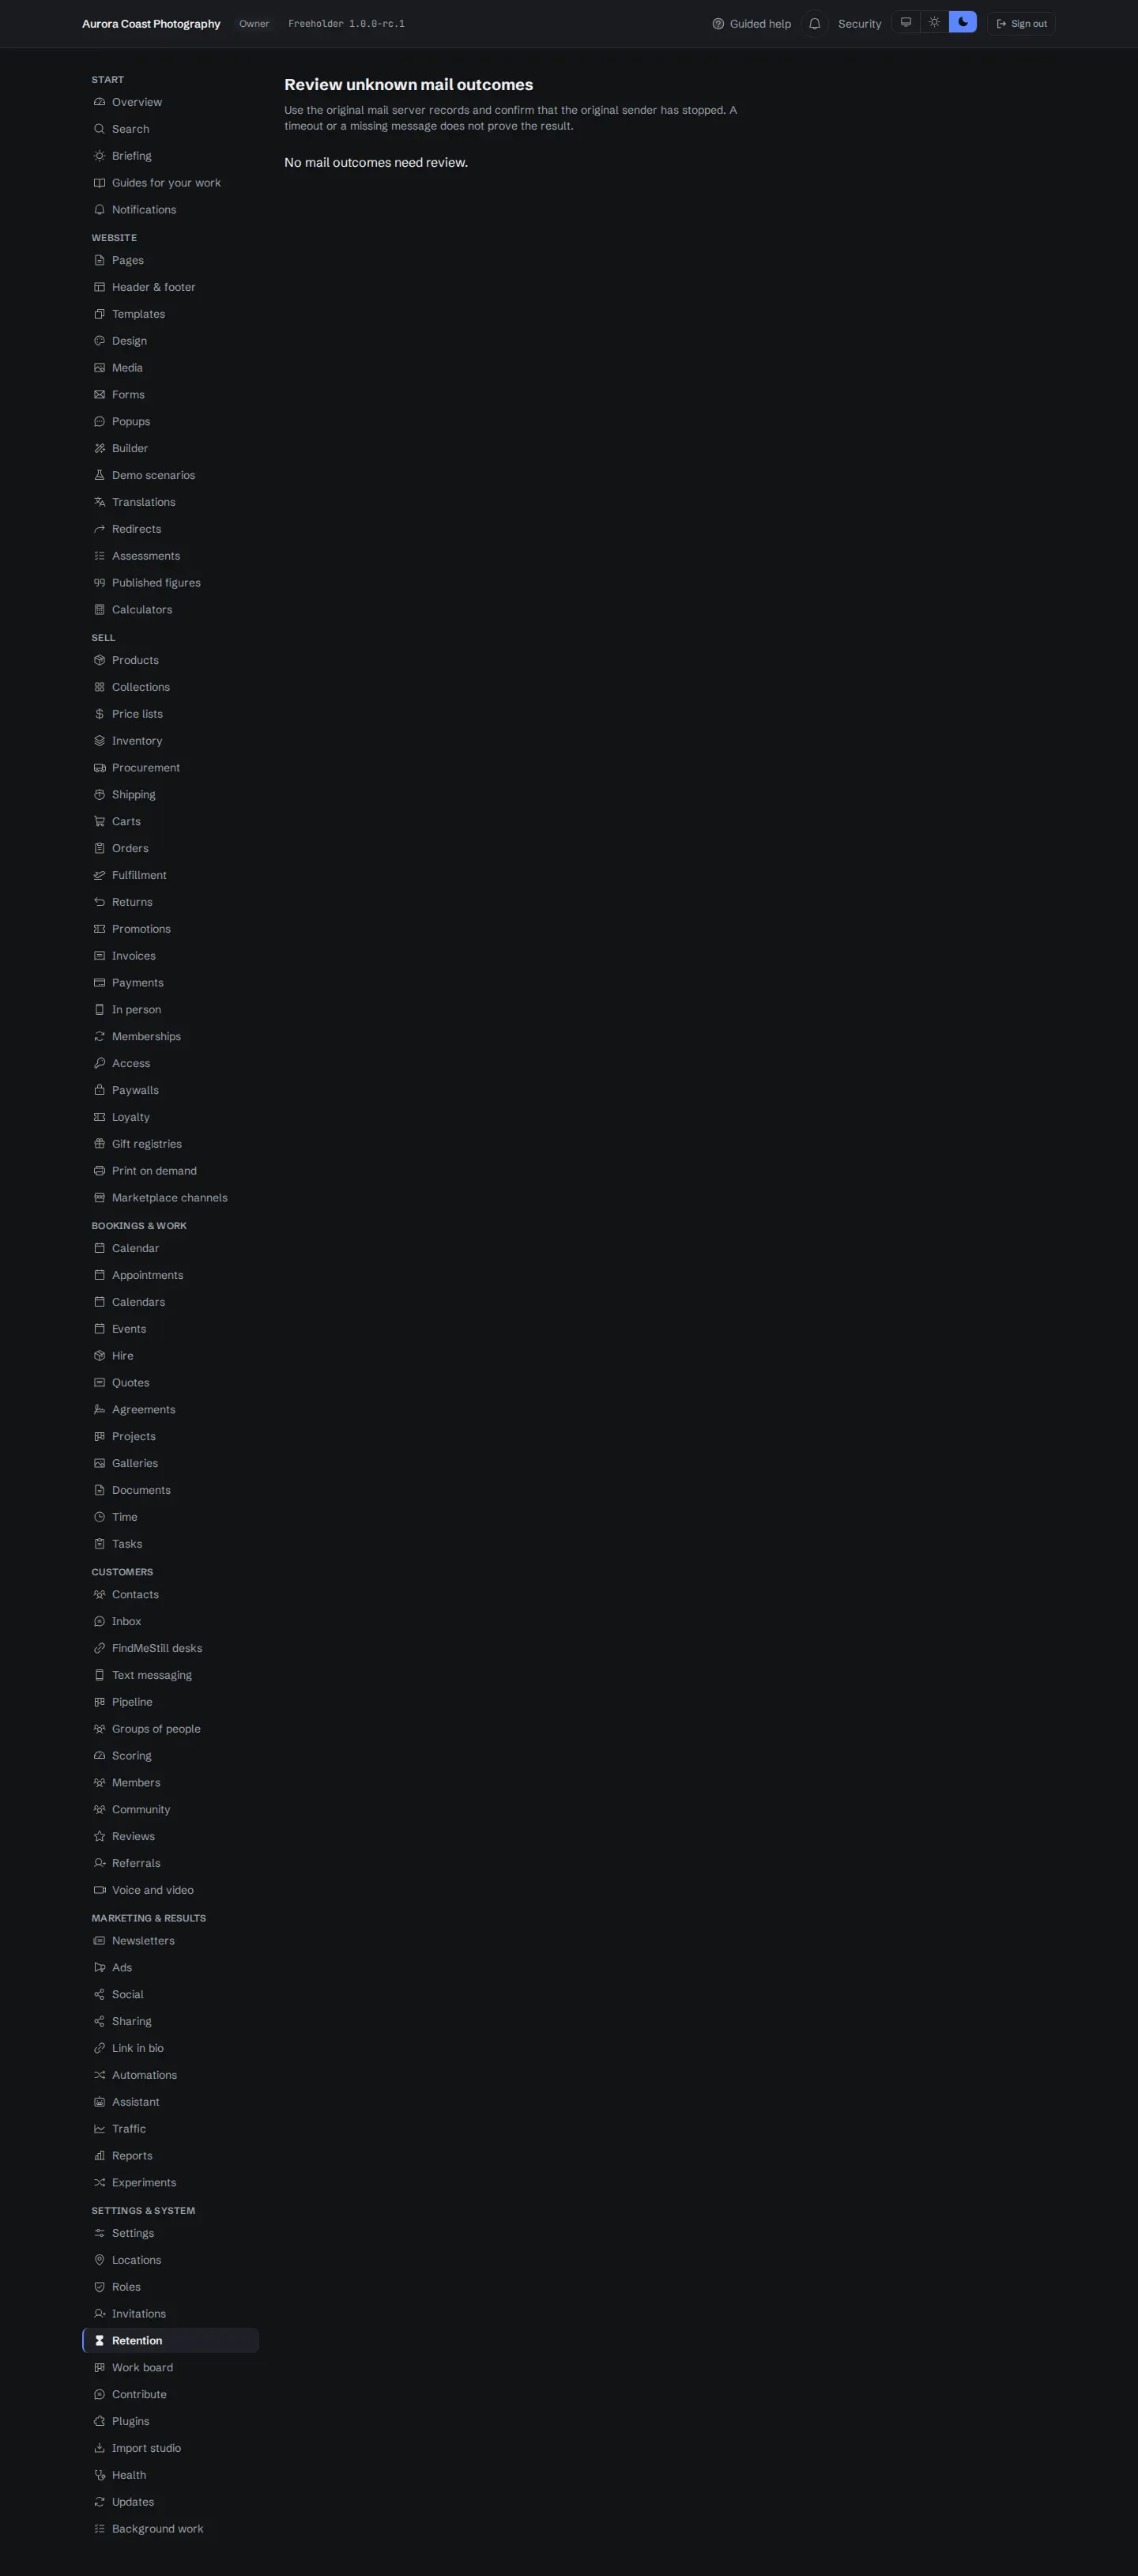 Aurora Coast Photography Owner Freeholder 1.0.0-rc.1 Guided help Security Sign out
START
Overview
Search
Briefing
Guides for your work
Notifications
WEBSITE
Pages
Header & footer
Templates
Design
Media
Forms
Popups
Builder
Demo scenarios
Translations
Redirects
Assessments
Published figures
Calculators
SELL
Products
Collections
Price lists
Inventory
Procurement
Shipping
Carts
Orders
Fulfillment
Returns
Promotions
Invoices
Payments
In person
Memberships
Access
Paywalls
Loyalty
Gift registries
Print on demand
Marketplace channels
BOOKINGS & WORK
Calendar
Appointments
Calendars
Events
Hire
Quotes
Agreements
Projects
Galleries
Documents
Time
Tasks
CUSTOMERS
Contacts
Inbox
FindMeStill desks
Text messaging
Pipeline
Groups of people
Scoring
Members
Community
Reviews
Referrals
Voice and video
MARKETING & RESULTS
Newsletters
Ads
Social
Sharing
Link in bio
Automations
Assistant
Traffic
Reports
Experiments
SETTINGS & SYSTEM
Settings
Locations
Roles
Invitations
Retention
Work board
Contribute
Plugins
Import studio
Health
Updates
Background work
Review unknown mail outcomes
Use the original mail server records and confirm that the original sender has stopped. A
timeout or a missing message does not prove the result.
No mail outcomes need review.